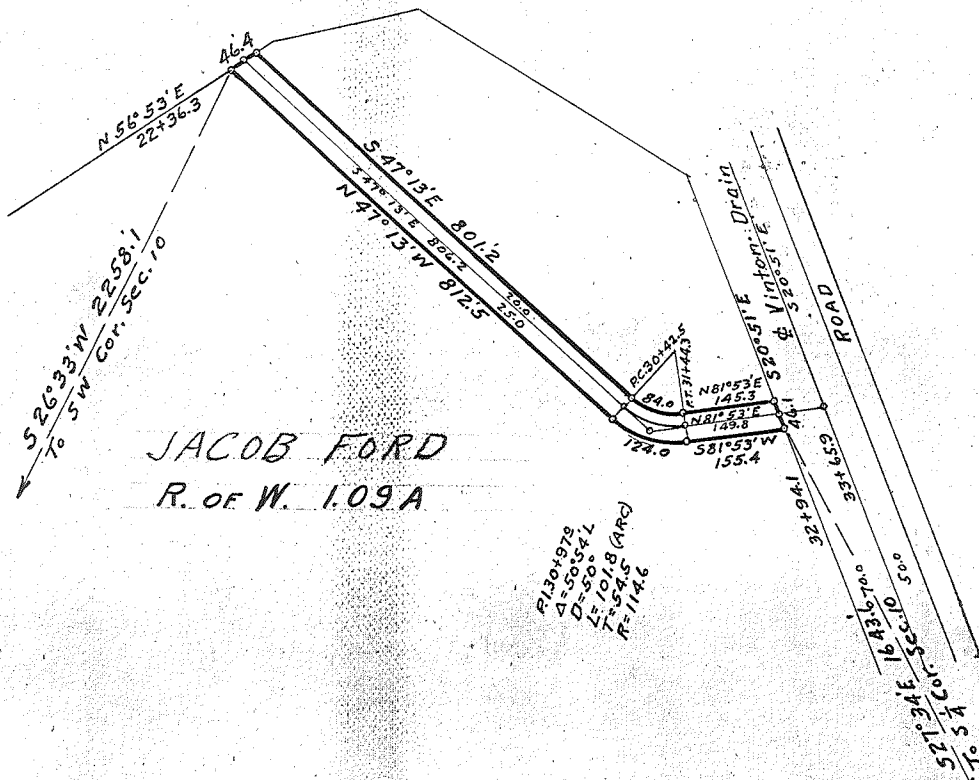 46.4
N 56°53'E
22+36.3
S 47°13'E 801.2
S 47°13'E 806.2
N 47°13'W 812.5
20.0
25.0
S 26°33'W 2258.1
To SW Cor. Sec. 10
JACOB FORD
R. OF W. 1.09 A
P.C. 30+42.5
P.T. 31+44.3
84.0
124.0
N 81°53'E
145.3
N 81°53'E
149.8
S 81°53'W
155.4
S 20°51'E
46.1
₵ Vinton Drain
S 20°51'E
ROAD
33+65.9
32+94.1
70.0
50.0
P.I. 30+97.0
Δ=50°54'L
D=50°
L=101.8 (ARC)
T=54.5
R=114.6
S 27°34'E 1643.6
To S ¼ Cor. Sec. 10